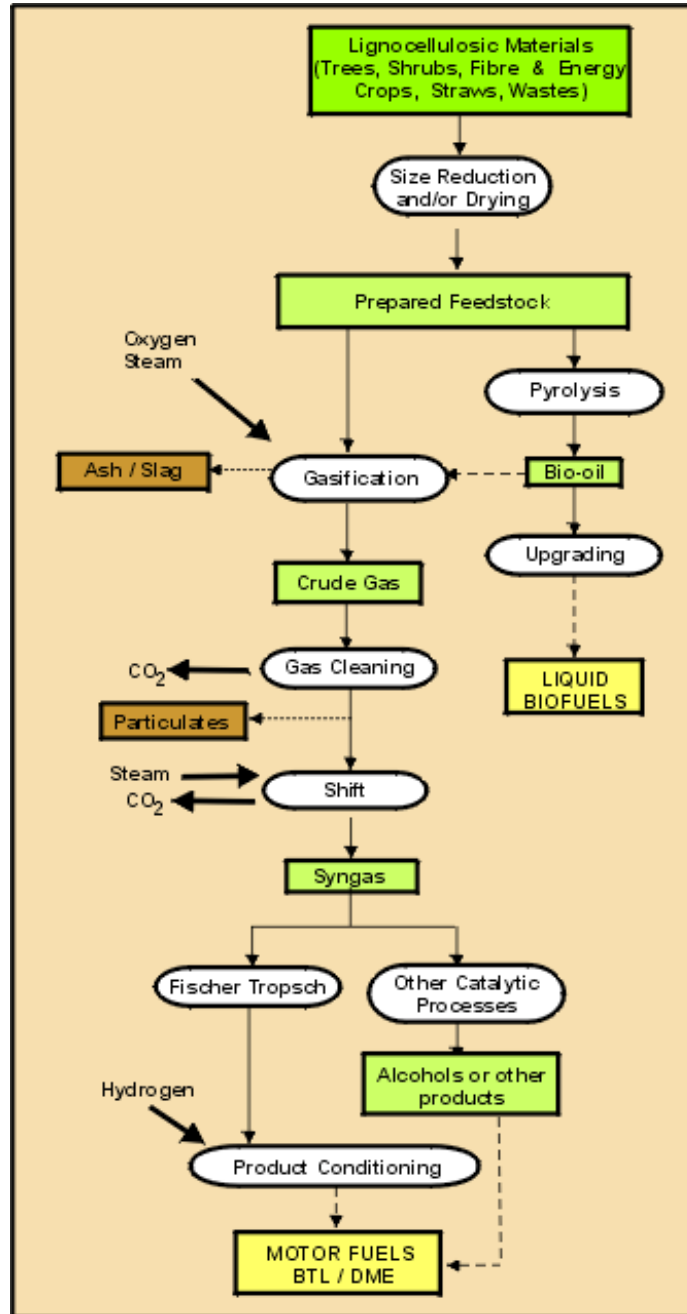 Lignocellulosic Materials
(Trees, Shrubs, Fibre & Energy
Crops, Straws, Wastes)
Size Reduction
and/or Drying
Prepared Feedstock
Oxygen
Steam
Pyrolysis
Ash / Slag
Gasification
Bio-oil
Upgrading
Crude Gas
CO2
Gas Cleaning
LIQUID
BIOFUELS
Particulates
Steam
CO2
Shift
Syngas
Fischer Tropsch
Other Catalytic
Processes
Alcohols or other
products
Hydrogen
Product Conditioning
MOTOR FUELS
BTL / DME